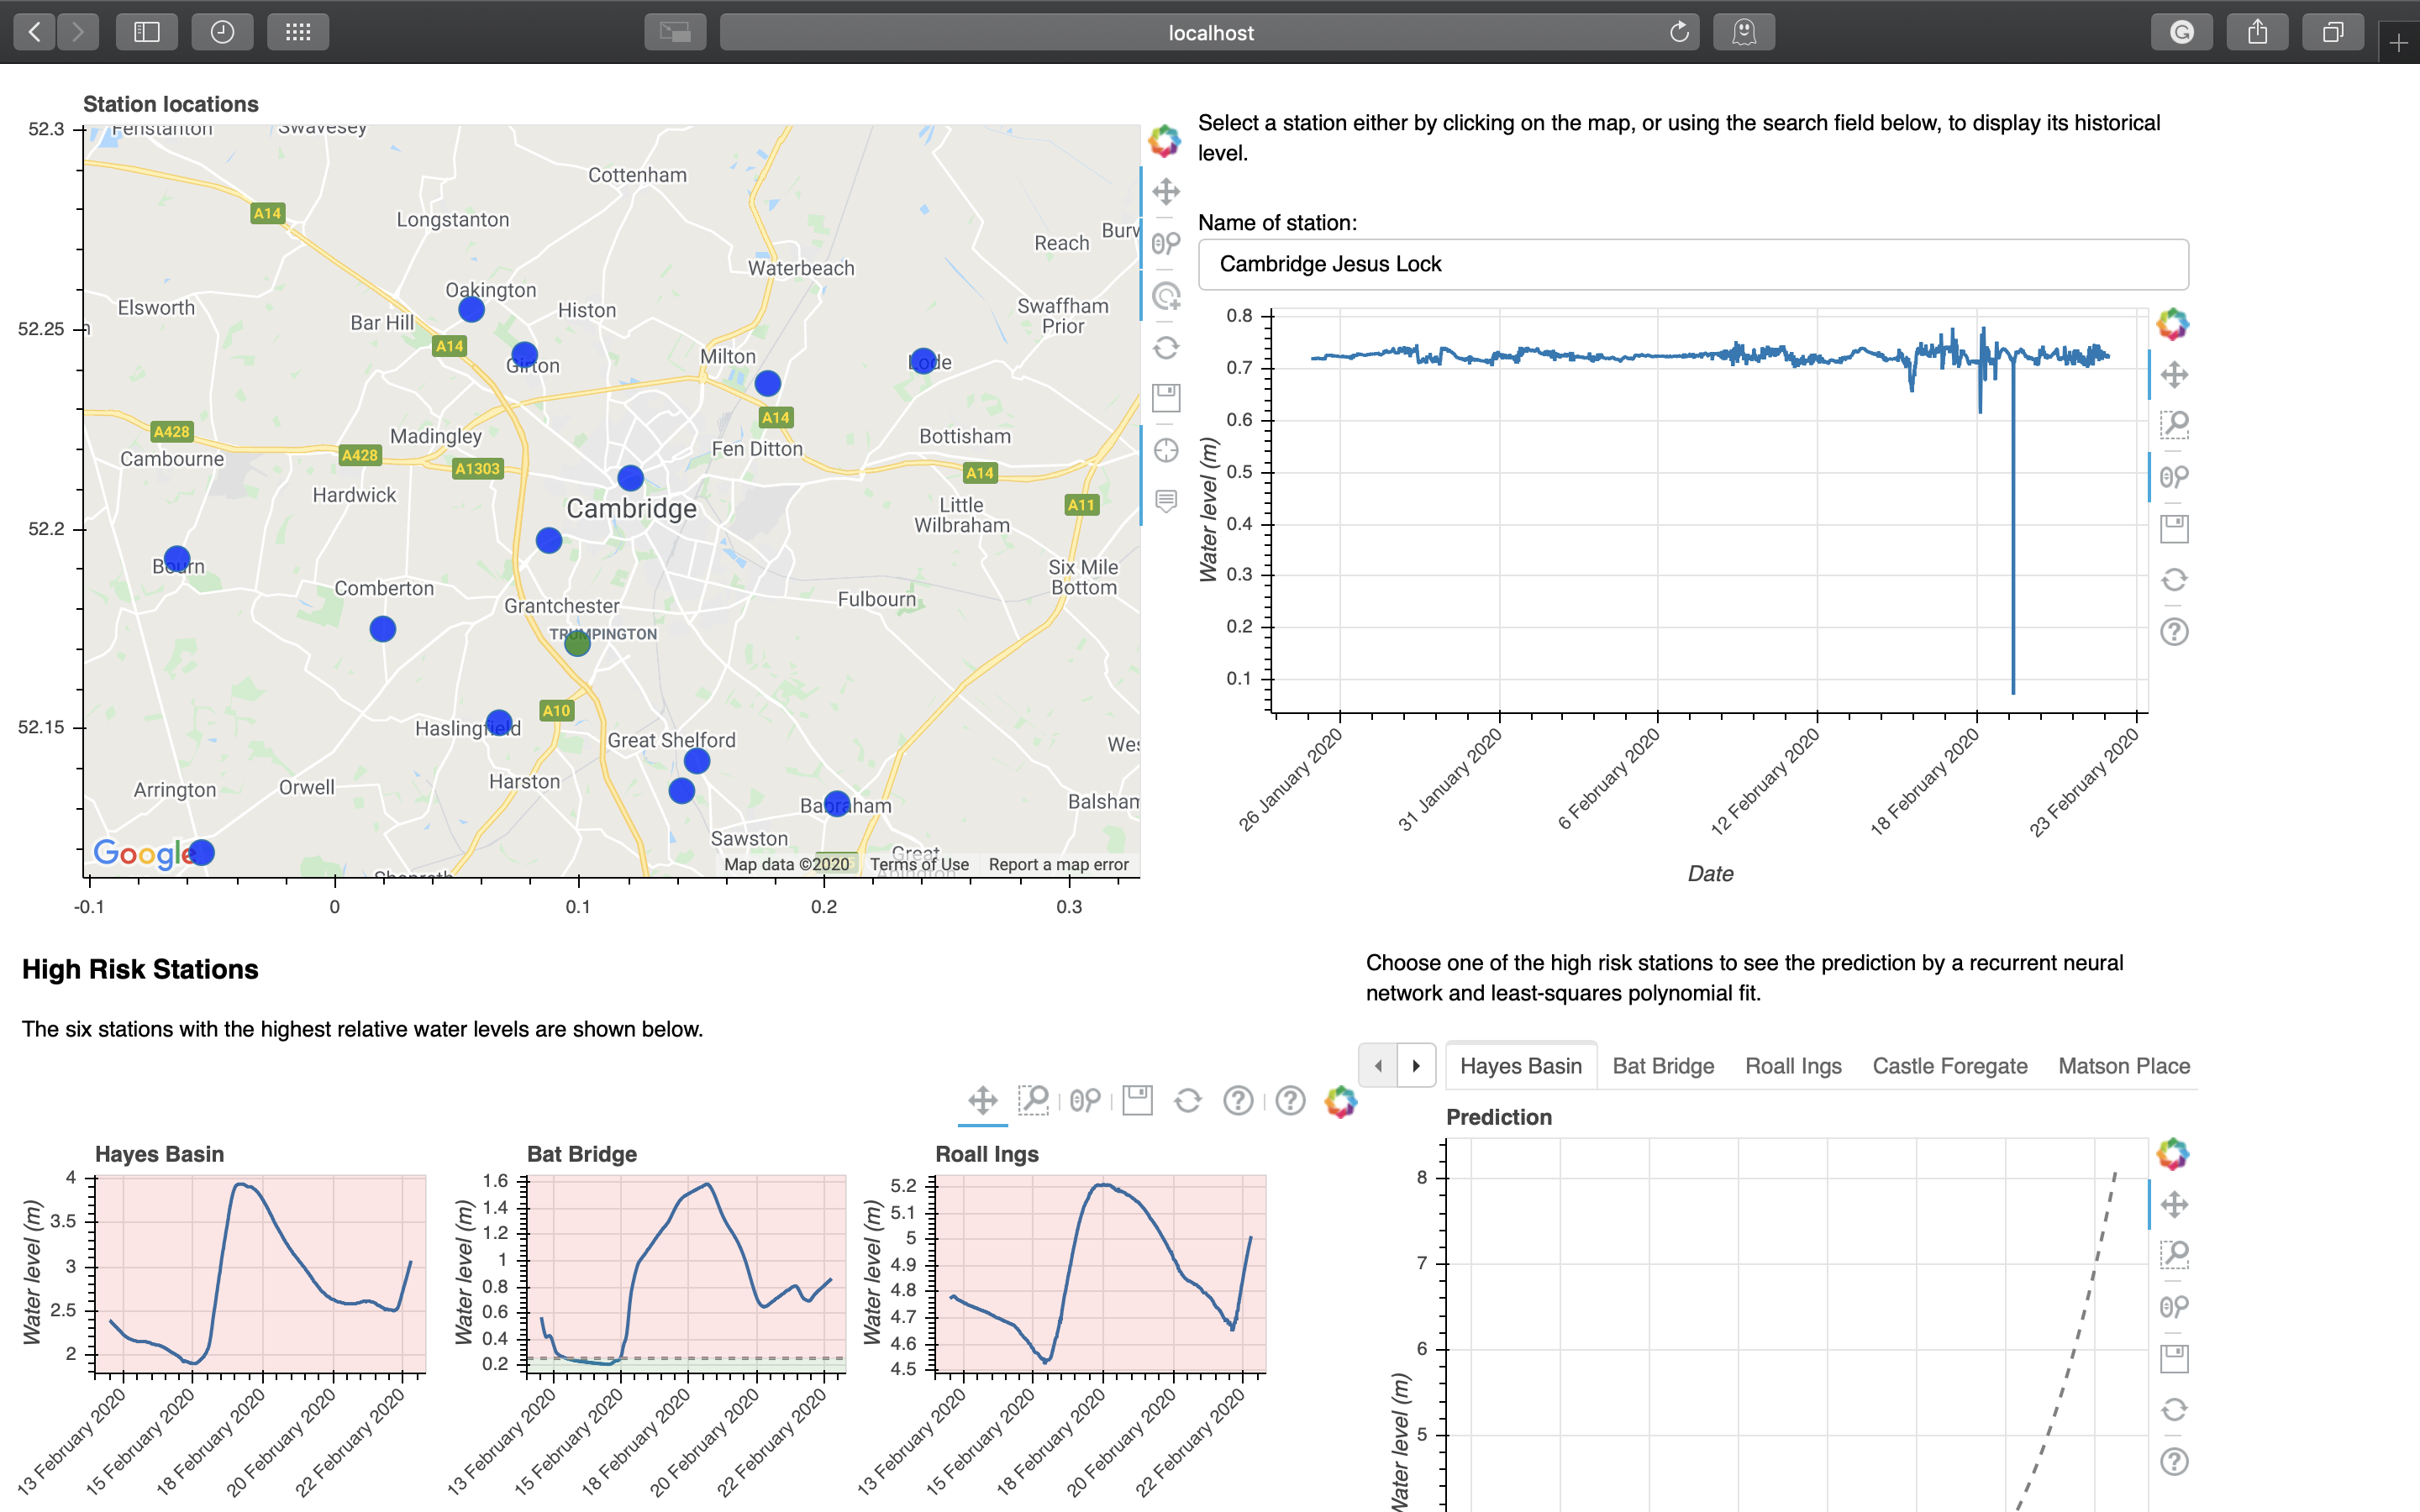 localhost
Station locations
52.3
52.25
52.2
52.15
-0.1
0
0.1
0.2
0.3
Fenstanton
Swavesey
Cottenham
A14
Longstanton
Reach
Waterbeach
Oakington
Elsworth
Histon
Swaffham
Prior
Bar Hill
A14
Milton
Girton
Lode
A14
A428
Madingley
Bottisham
Cambourne
A428
A1303
Fen Ditton
A14
Hardwick
Cambridge
Little
Wilbraham
A11
Bourn
Comberton
Six Mile
Bottom
Grantchester
Fulbourn
TRUMPINGTON
A10
Haslingfield
Great Shelford
Arrington
Orwell
Harston
Babraham
Balsham
Sawston
Great
Google
Map data ©2020
Terms of Use
Report a map error
Select a station either by clicking on the map, or using the search field below, to display its historical
level.
Name of station:
Cambridge Jesus Lock
0.8
0.7
0.6
0.5
0.4
0.3
0.2
0.1
Water level (m)
26 January 2020
31 January 2020
6 February 2020
12 February 2020
18 February 2020
23 February 2020
Date
High Risk Stations
The six stations with the highest relative water levels are shown below.
Hayes Basin
4
3.5
3
2.5
2
Water level (m)
13 February 2020
15 February 2020
18 February 2020
20 February 2020
22 February 2020
Bat Bridge
1.6
1.4
1.2
1
0.8
0.6
0.4
0.2
Water level (m)
13 February 2020
15 February 2020
18 February 2020
20 February 2020
22 February 2020
Roall Ings
5.2
5.1
5
4.9
4.8
4.7
4.6
4.5
Water level (m)
13 February 2020
15 February 2020
18 February 2020
20 February 2020
22 February 2020
Choose one of the high risk stations to see the prediction by a recurrent neural
network and least-squares polynomial fit.
Hayes Basin
Bat Bridge
Roall Ings
Castle Foregate
Matson Place
Prediction
8
7
6
5
Water level (m)